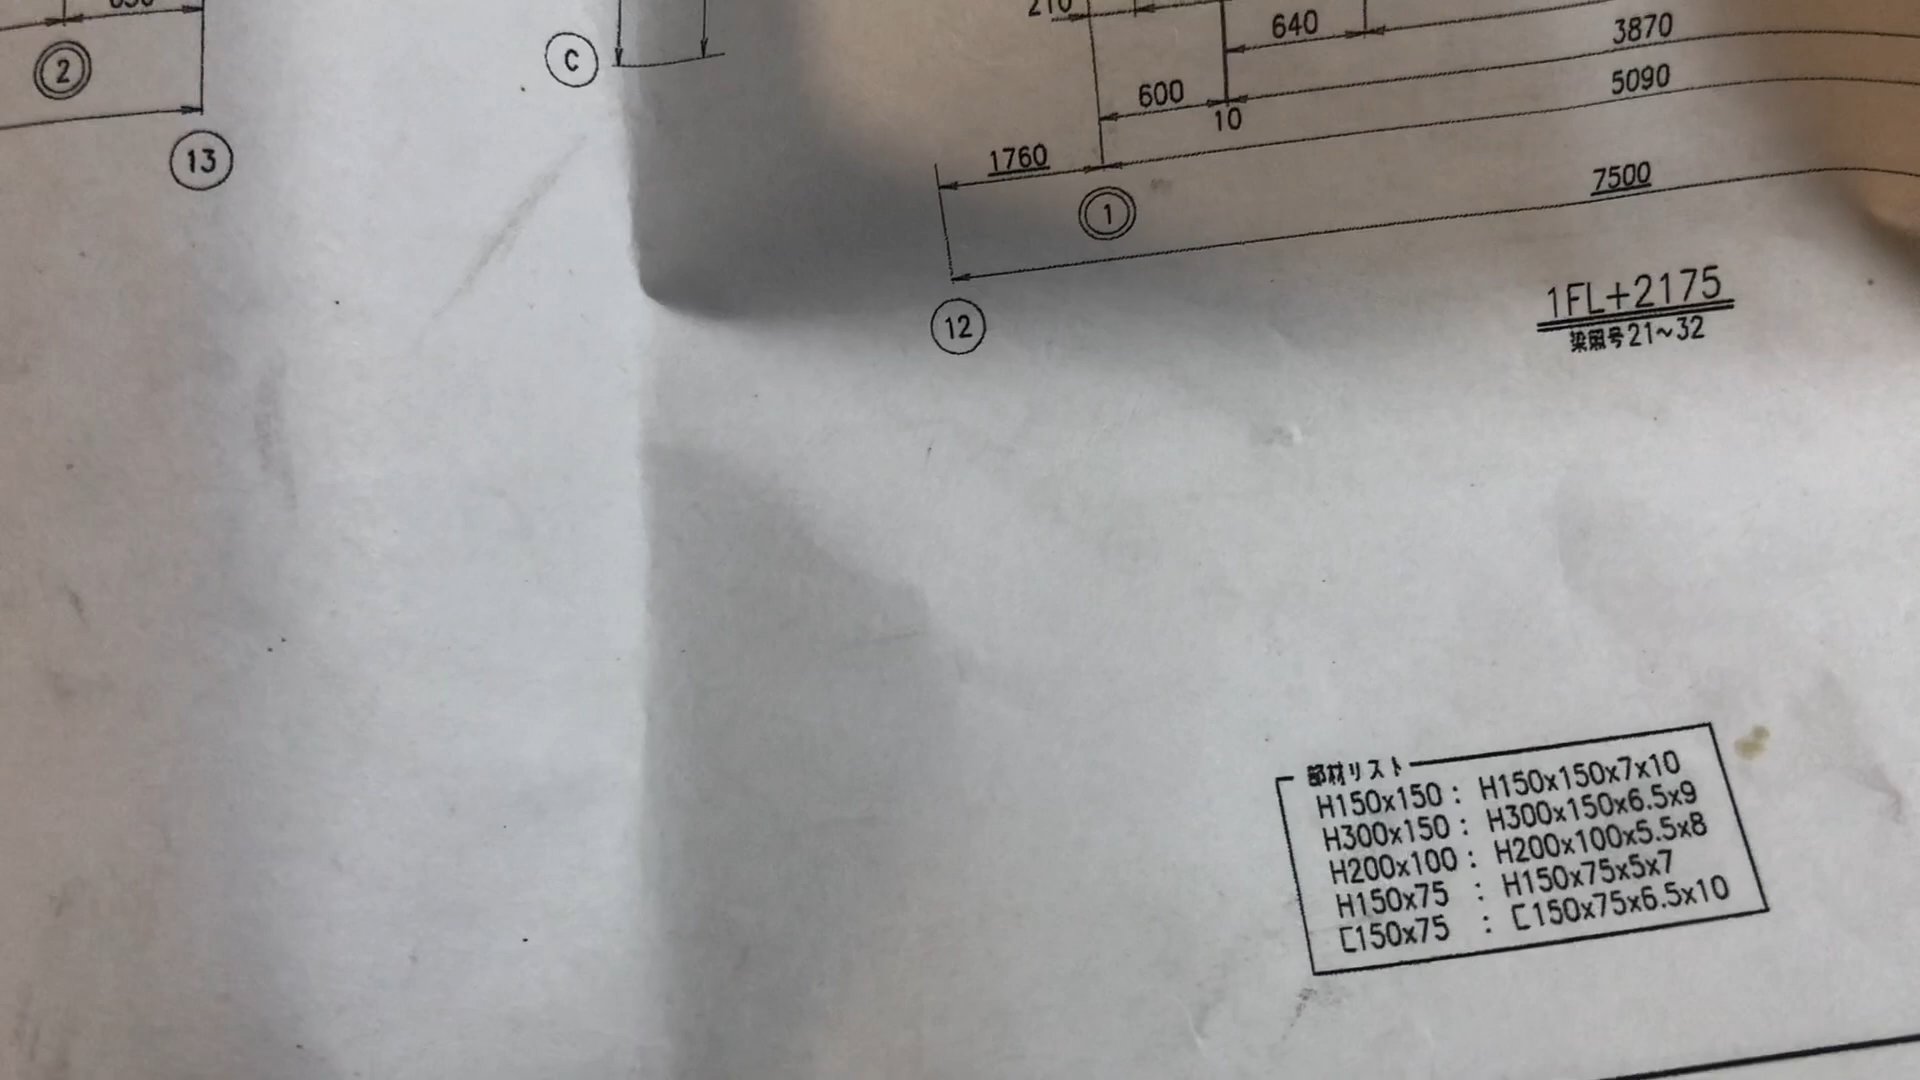 2
13
C
640
3870
5090
600
10
1760
1
7500
12
1FL+2175
梁符号21~32
部材リスト
H150x150 : H150x150x7x10
H300x150 : H300x150x6.5x9
H200x100 : H200x100x5.5x8
H150x75 : H150x75x5x7
[150x75 : [150x75x6.5x10